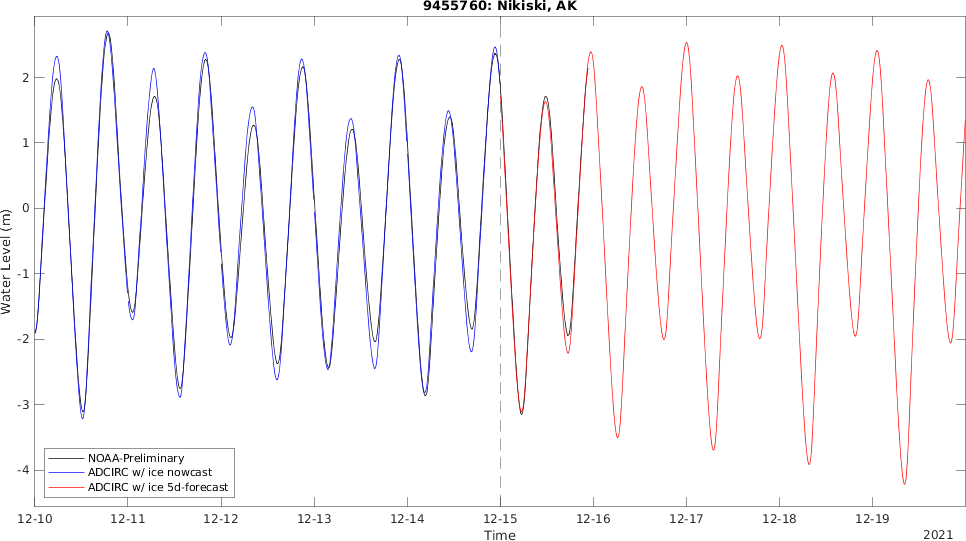 9455760: Nikiski, AK
Water Level (m)
2
1
0
-1
-2
-3
-4
NOAA-Preliminary
ADCIRC w/ ice nowcast
ADCIRC w/ ice 5d-forecast
12-10 12-11 12-12 12-13 12-14 12-15 12-16 12-17 12-18 12-19
Time
2021